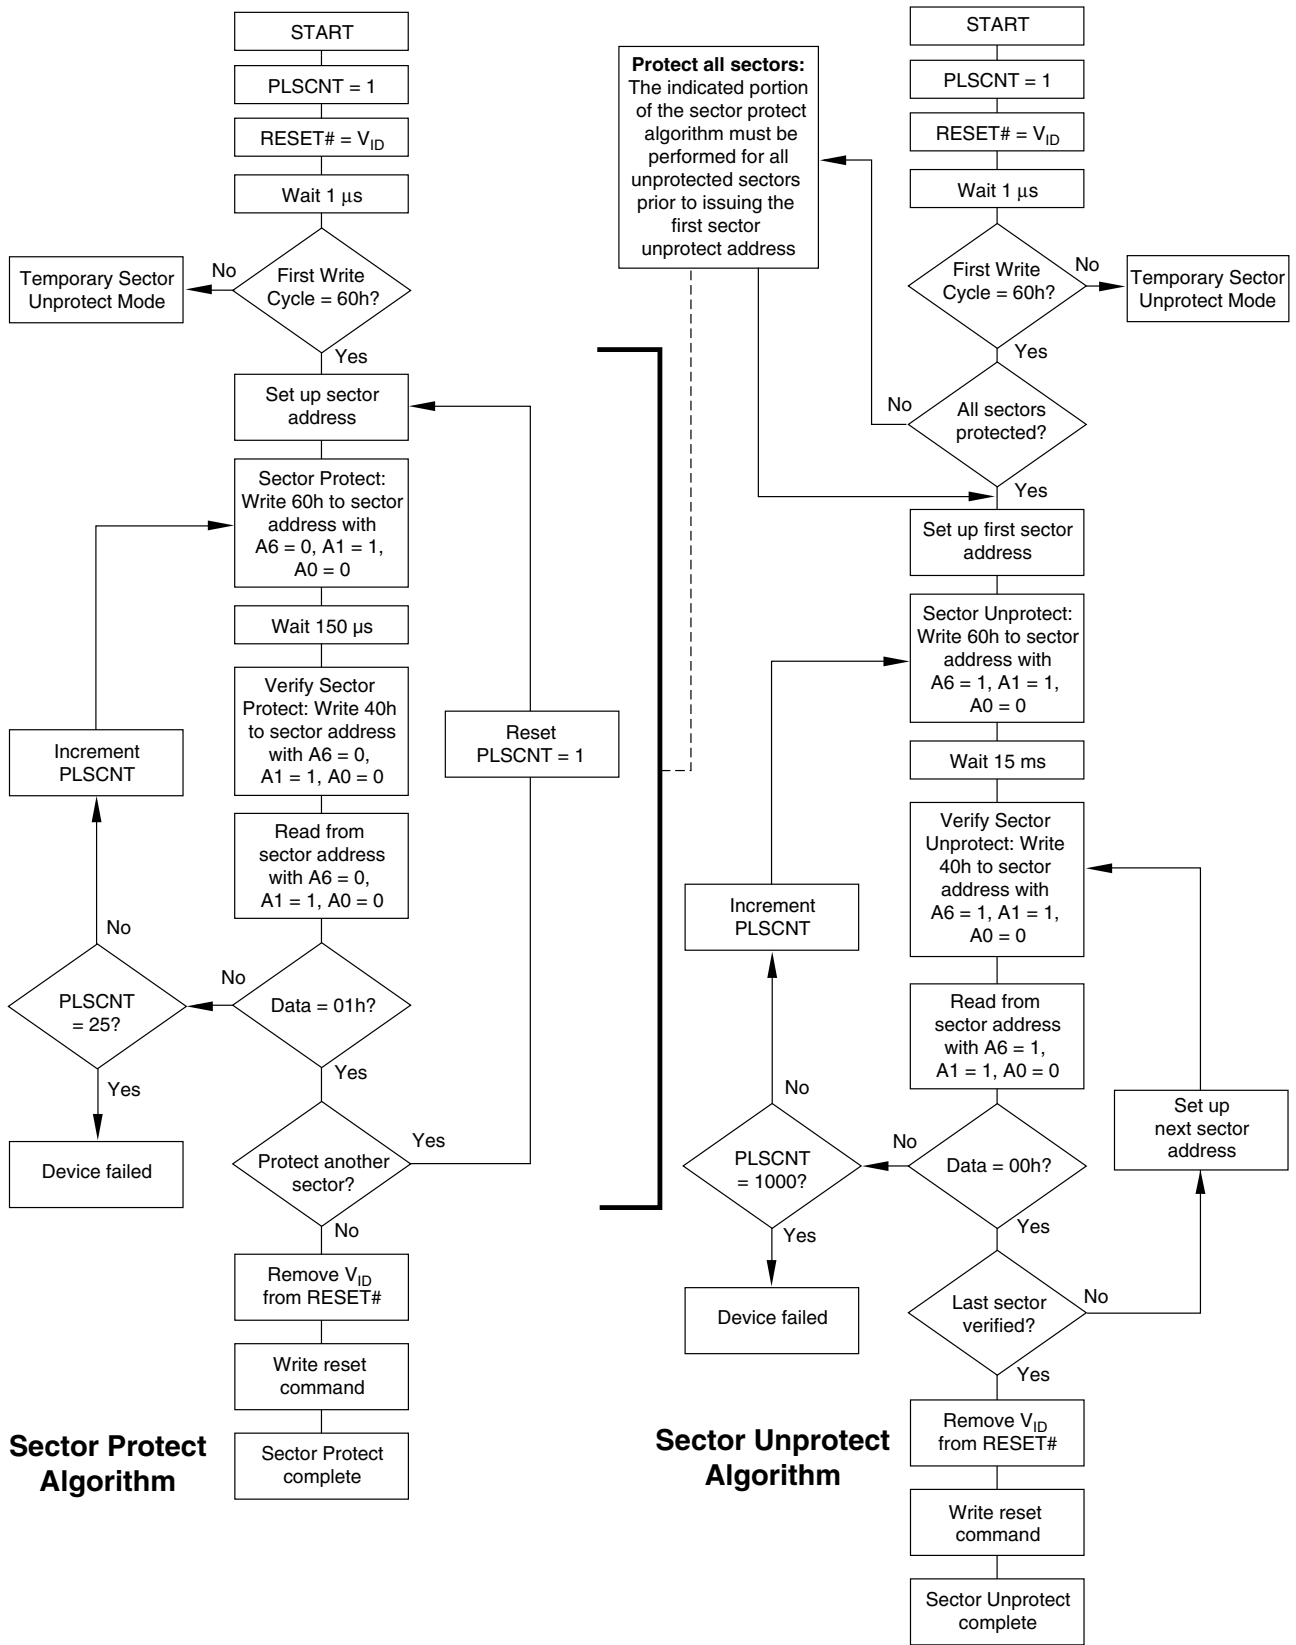 START
PLSCNT = 1
RESET# = VID
Wait 1 μs
First Write
Cycle = 60h?
No
Temporary Sector
Unprotect Mode
Yes
Set up sector
address
Sector Protect:
Write 60h to sector
address with
A6 = 0, A1 = 1,
A0 = 0
Wait 150 µs
Verify Sector
Protect: Write 40h
to sector address
with A6 = 0,
A1 = 1, A0 = 0
Reset
PLSCNT = 1
Increment
PLSCNT
Read from
sector address
with A6 = 0,
A1 = 1, A0 = 0
No
No
PLSCNT
= 25?
Data = 01h?
Yes
Yes
Device failed
Protect another
sector?
Yes
No
Remove VID
from RESET#
Write reset
command
Sector Protect
complete
Sector Protect
Algorithm
Protect all sectors:
The indicated portion
of the sector protect
algorithm must be
performed for all
unprotected sectors
prior to issuing the
first sector
unprotect address
START
PLSCNT = 1
RESET# = VID
Wait 1 μs
First Write
Cycle = 60h?
No
Temporary Sector
Unprotect Mode
Yes
No
All sectors
protected?
Yes
Set up first sector
address
Sector Unprotect:
Write 60h to sector
address with
A6 = 1, A1 = 1,
A0 = 0
Wait 15 ms
Verify Sector
Unprotect: Write
40h to sector
address with
A6 = 1, A1 = 1,
A0 = 0
Increment
PLSCNT
Read from
sector address
with A6 = 1,
A1 = 1, A0 = 0
No
No
PLSCNT
= 1000?
Data = 00h?
Set up
next sector
address
Yes
Yes
Device failed
Last sector
verified?
No
Yes
Remove VID
from RESET#
Write reset
command
Sector Unprotect
complete
Sector Unprotect
Algorithm